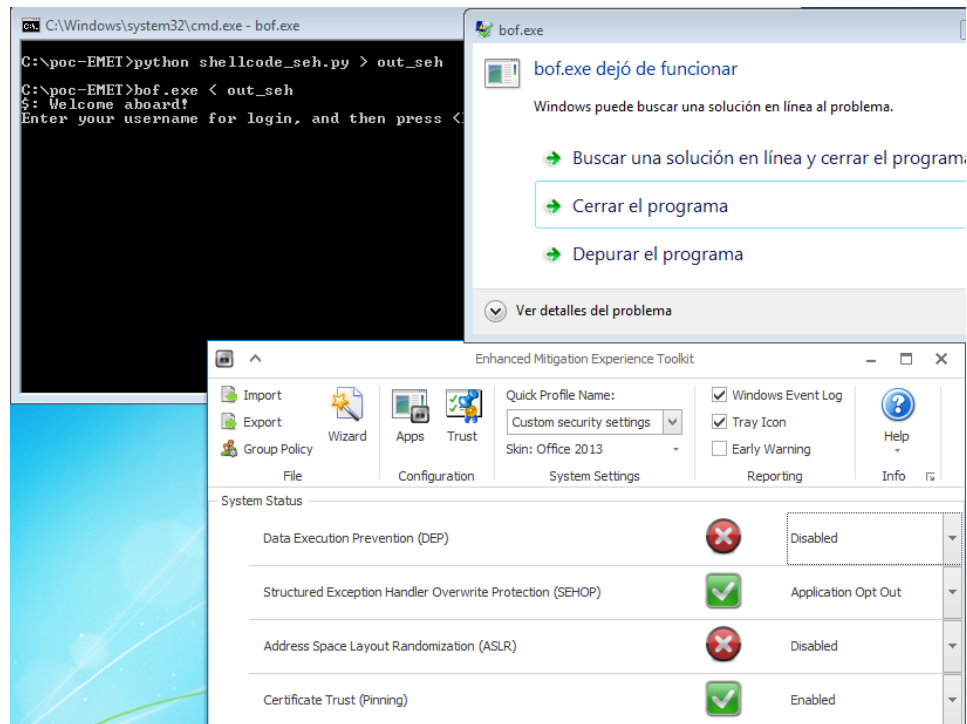 C:\Windows\system32\cmd.exe - bof.exe
C:\poc-EMET>python shellcode_seh.py > out_seh
C:\poc-EMET>bof.exe < out_seh
$: Welcome aboard!
Enter your username for login, and then press <
bof.exe
bof.exe dejó de funcionar
Windows puede buscar una solución en línea al problema.
Buscar una solución en línea y cerrar el programa
Cerrar el programa
Depurar el programa
Ver detalles del problema
Enhanced Mitigation Experience Toolkit
Import
Export
Group Policy
Wizard
File
Apps
Trust
Configuration
Quick Profile Name:
Custom security settings
Skin: Office 2013
System Settings
Windows Event Log
Tray Icon
Early Warning
Reporting
Help
Info
System Status
Data Execution Prevention (DEP)
Disabled
Structured Exception Handler Overwrite Protection (SEHOP)
Application Opt Out
Address Space Layout Randomization (ASLR)
Disabled
Certificate Trust (Pinning)
Enabled